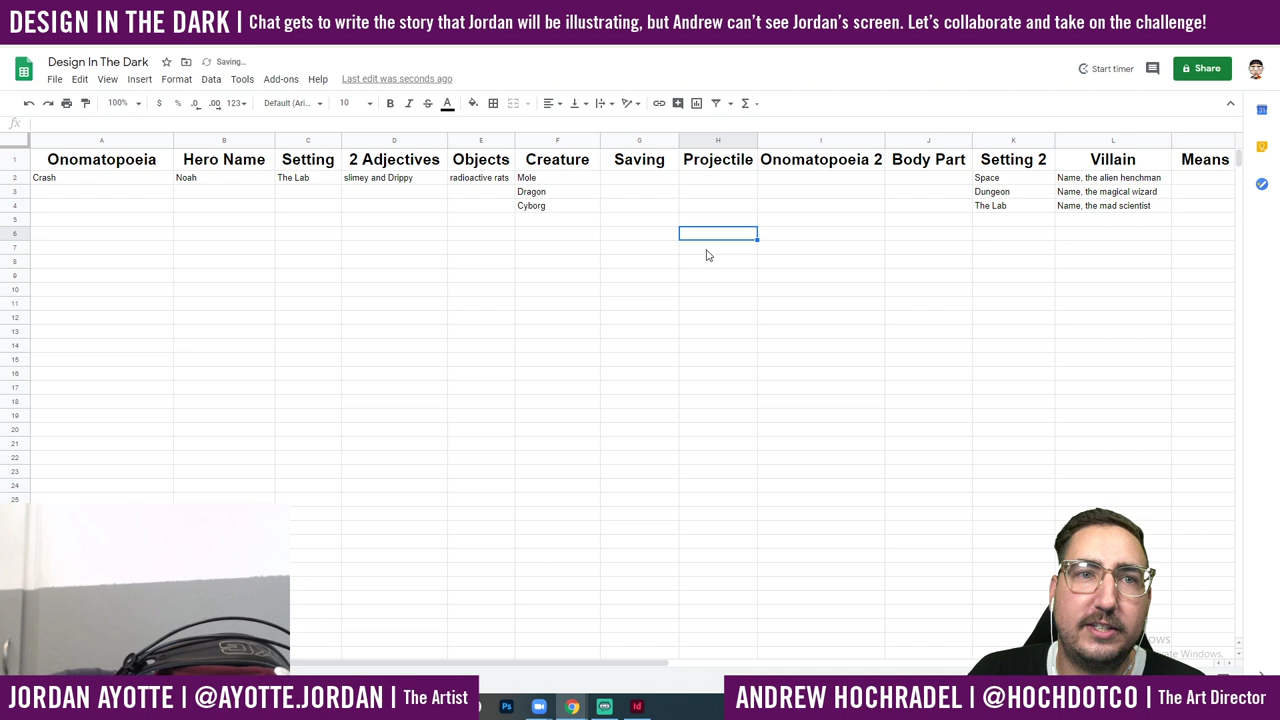 DESIGN IN THE DARK | Chat gets to write the story that Jordan will be illustrating, but Andrew can't see Jordan's screen. Let's collaborate and take on the challenge!
Design In The Dark Saving...
File Edit View Insert Format Data Tools Add-ons Help Last edit was seconds ago
Start timer Share
100% $ % .0 .00 123 Default (Ari... 10 B I S A
fx
A B C D E F G H I J K L
1 Onomatopoeia Hero Name Setting 2 Adjectives Objects Creature Saving Projectile Onomatopoeia 2 Body Part Setting 2 Villain Means
2 Crash Noah The Lab slimey and Drippy radioactive rats Mole Space Name, the alien henchman
3 Dragon Dungeon Name, the magical wizard
4 Cyborg The Lab Name, the mad scientist
5
6
7
8
9
10
11
12
13
14
15
16
17
18
19
20
21
22
23
24
25
JORDAN AYOTTE | @AYOTTE.JORDAN | The Artist
Ps Id
ANDREW HOCHRADEL | @HOCHDOTCO | The Art Director